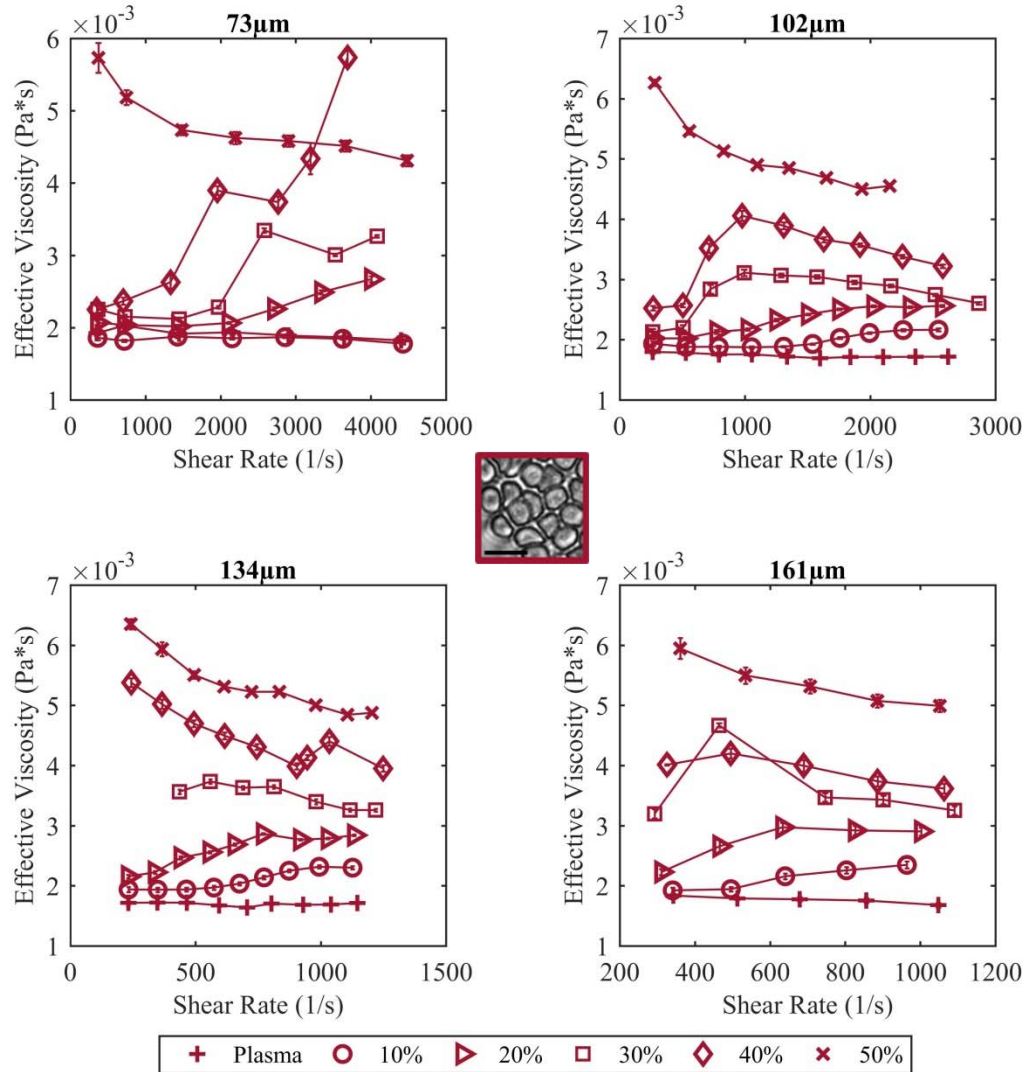 73µm
×10⁻³
Effective Viscosity (Pa*s)
6
5
4
3
2
1
0 1000 2000 3000 4000 5000
Shear Rate (1/s)
102µm
×10⁻³
Effective Viscosity (Pa*s)
7
6
5
4
3
2
1
0 1000 2000 3000
Shear Rate (1/s)
134µm
×10⁻³
Effective Viscosity (Pa*s)
7
6
5
4
3
2
1
0 500 1000 1500
Shear Rate (1/s)
161µm
×10⁻³
Effective Viscosity (Pa*s)
7
6
5
4
3
2
1
200 400 600 800 1000 1200
Shear Rate (1/s)
Plasma 10% 20% 30% 40% 50%